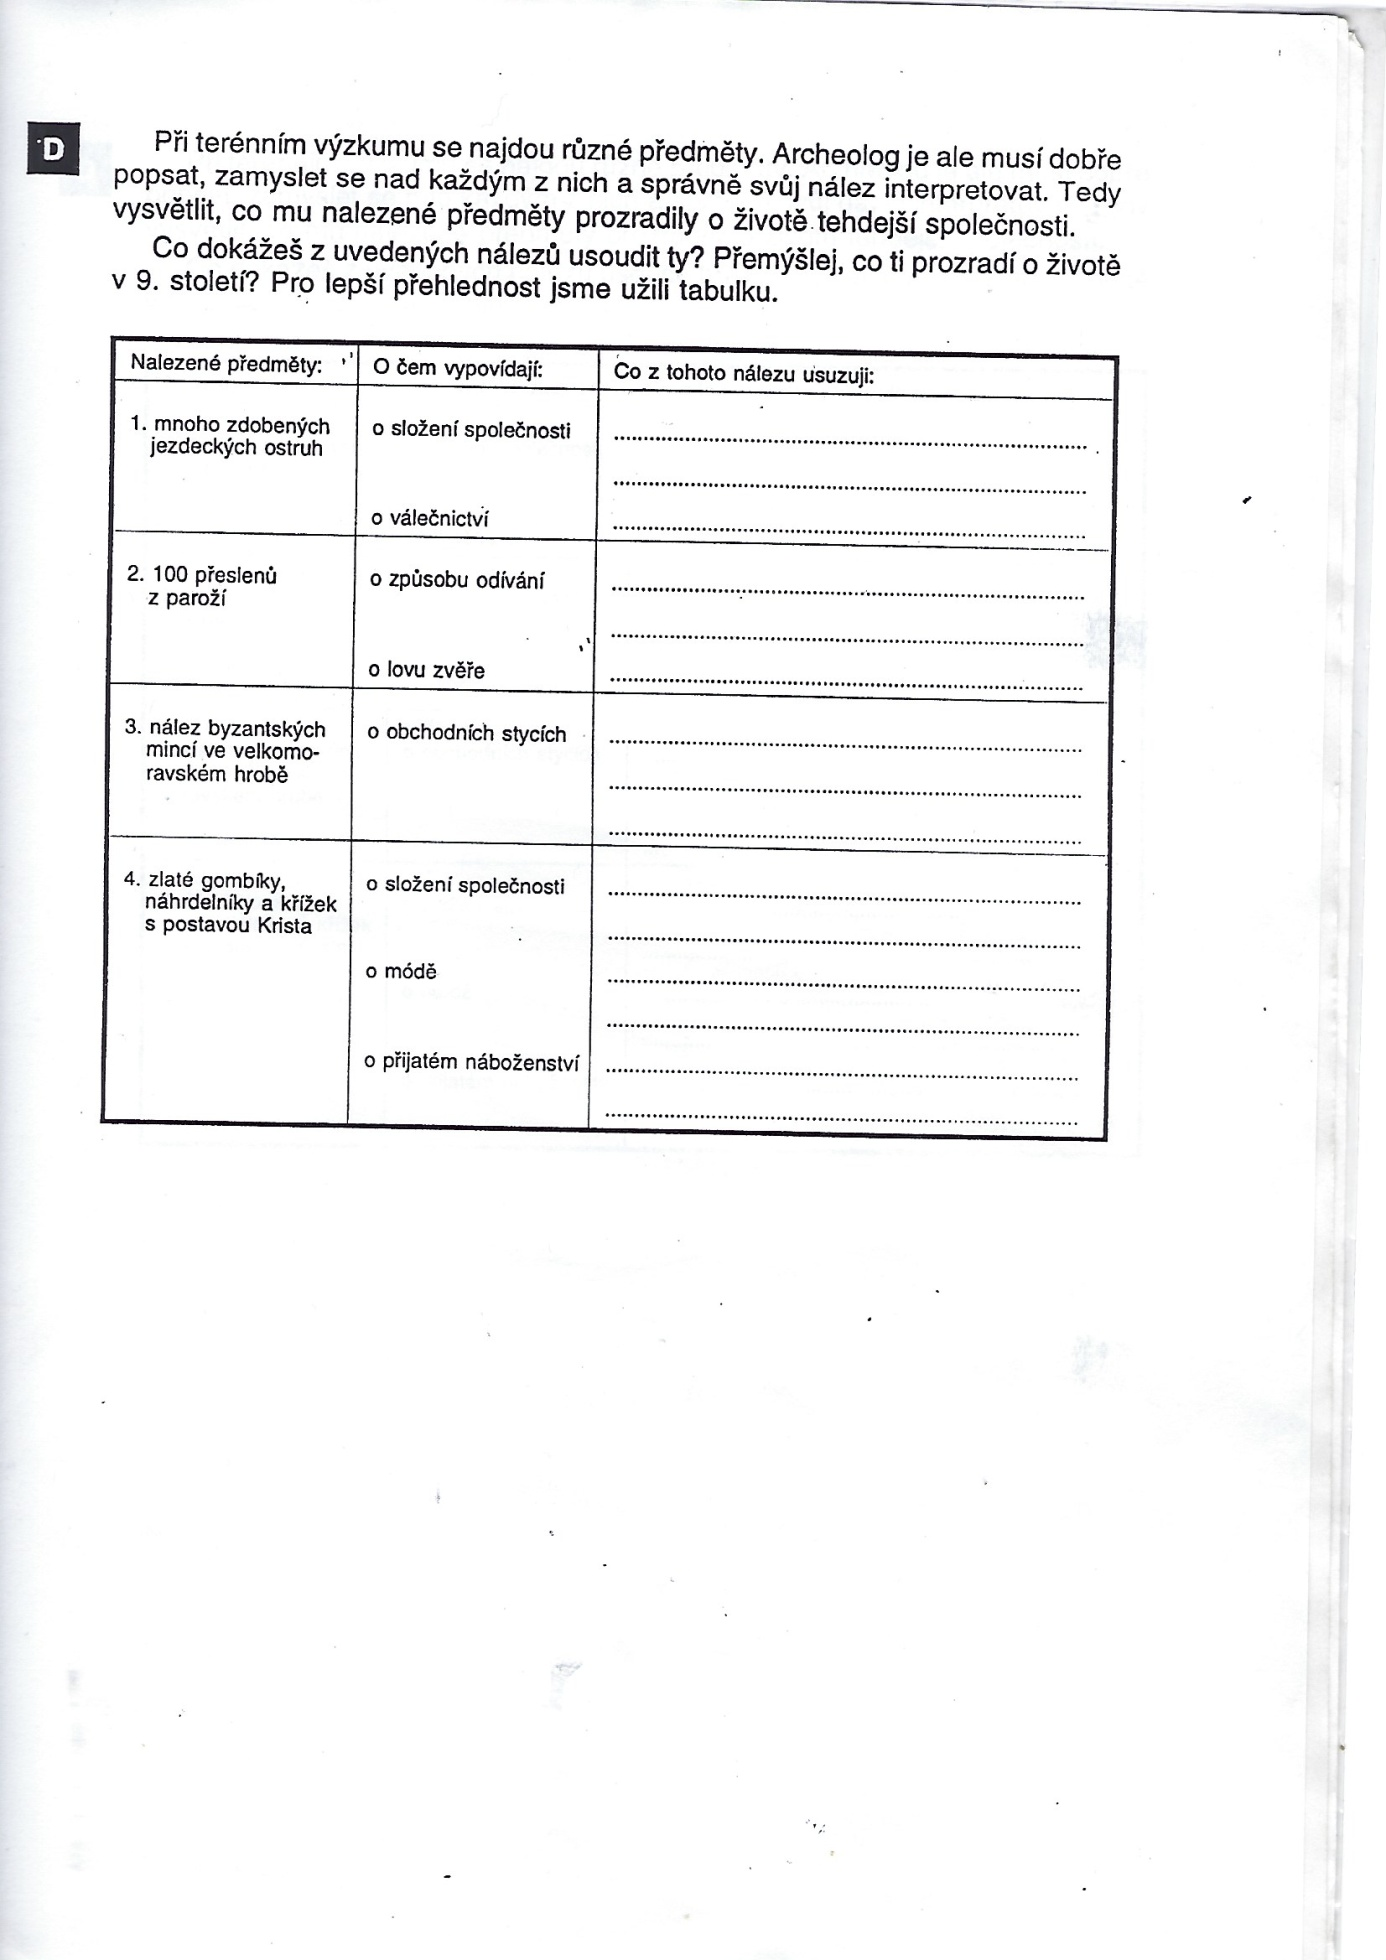 D
Při terénním výzkumu se najdou různé předměty. Archeolog je ale musí dobře
popsat, zamyslet se nad každým z nich a správně svůj nález interpretovat. Tedy
vysvětlit, co mu nalezené předměty prozradily o životě tehdejší společnosti.
Co dokážeš z uvedených nálezů usoudit ty? Přemýšlej, co ti prozradí o životě
v 9. století? Pro lepší přehlednost jsme užili tabulku.
Nalezené předměty:
O čem vypovídají:
Co z tohoto nálezu usuzuji:
1. mnoho zdobených
jezdeckých ostruh
o složení společnosti
o válečnictví
2. 100 přeslenů
z paroží
o způsobu odívání
o lovu zvěře
3. nález byzantských
mincí ve velkomo-
ravském hrobě
o obchodních stycích
4. zlaté gombíky,
náhrdelníky a křížek
s postavou Krista
o složení společnosti
o módě
o přijatém náboženství